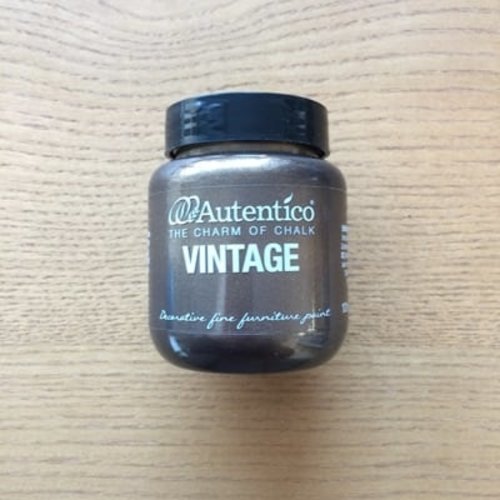 Autentico®
THE CHARM OF CHALK
VINTAGE
Decorative fine furniture paint